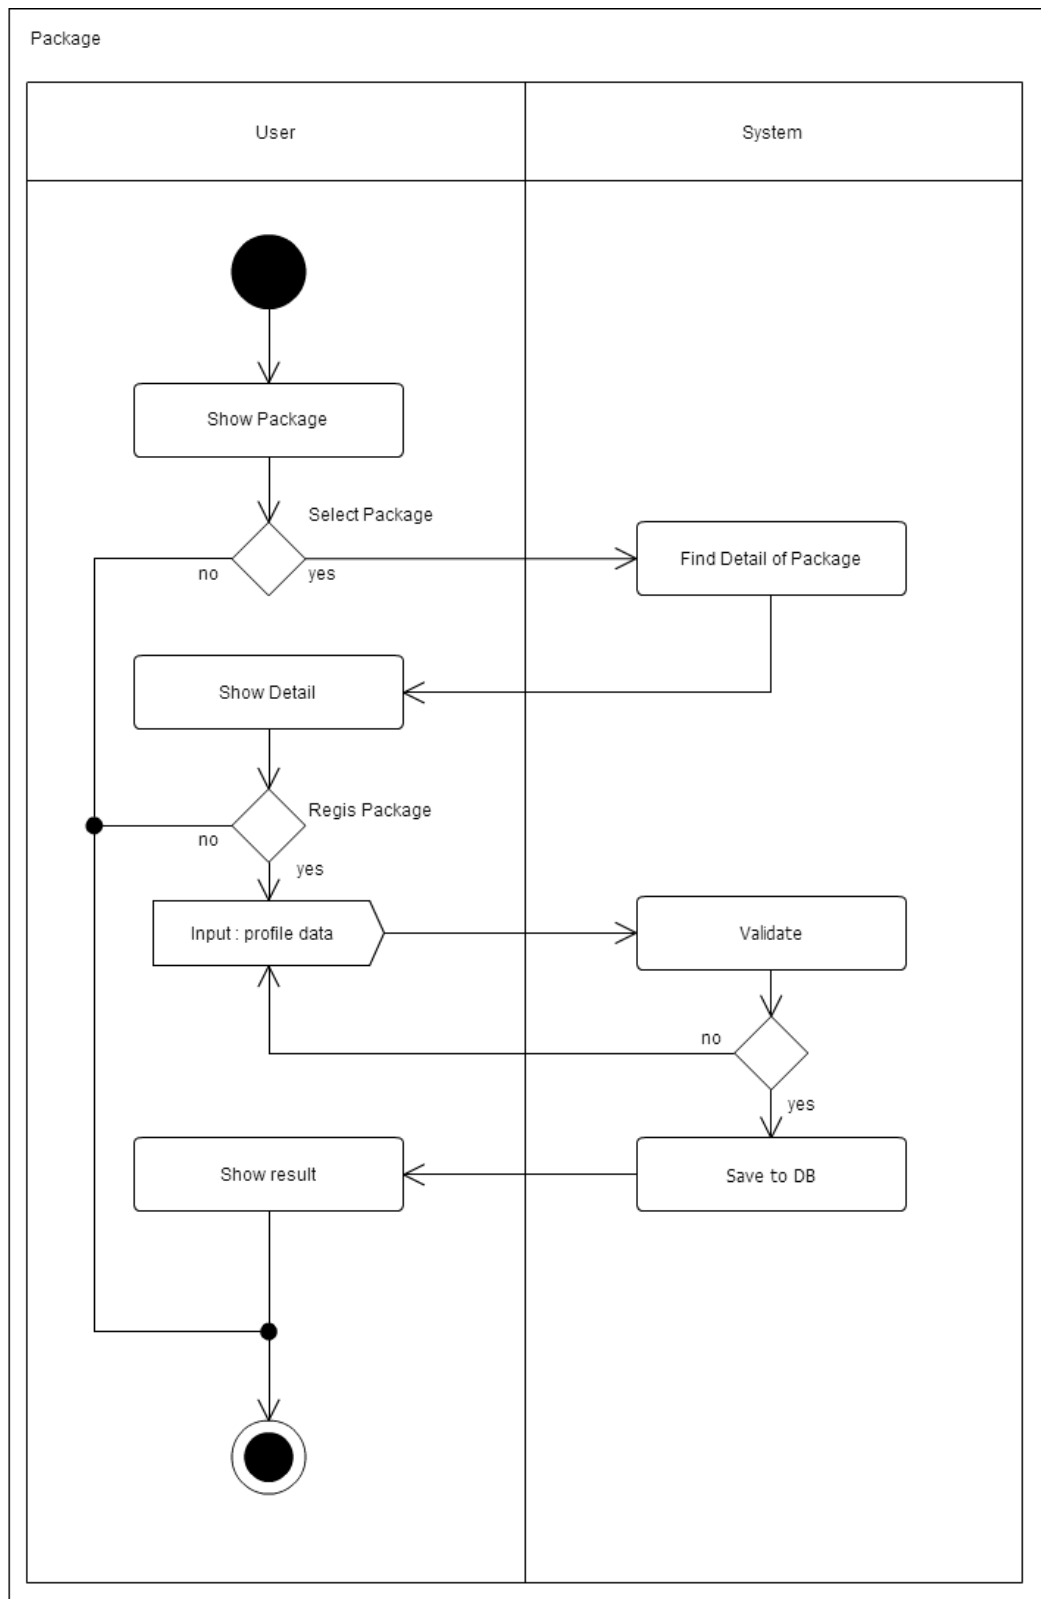 Package
User
System
Show Package
Select Package
no
yes
Find Detail of Package
Show Detail
Regis Package
no
yes
Input : profile data
Validate
no
yes
Show result
Save to DB